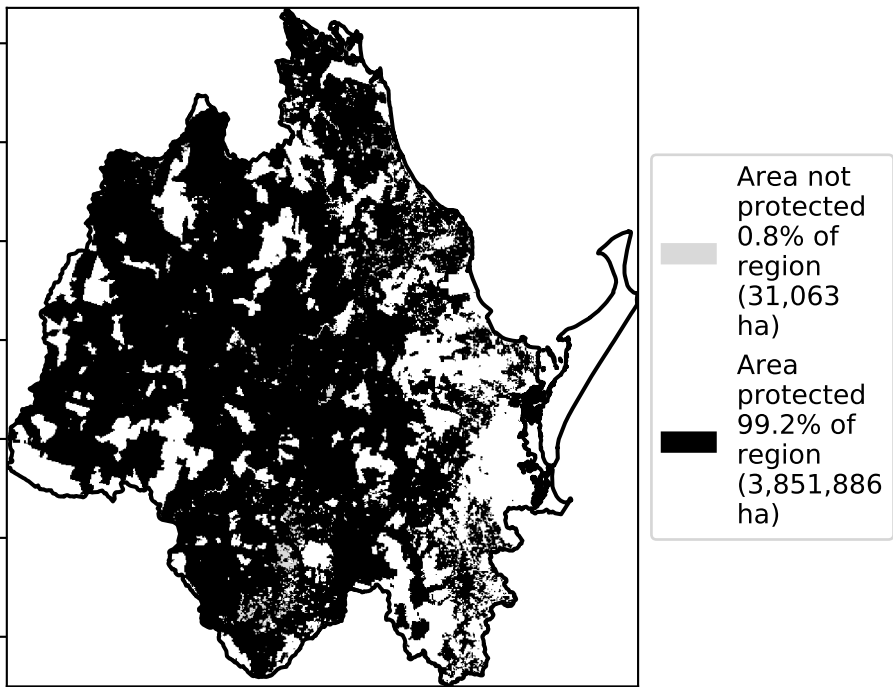 Area not
protected
0.8% of
region
(31,063
ha)
Area
protected
99.2% of
region
(3,851,886
ha)